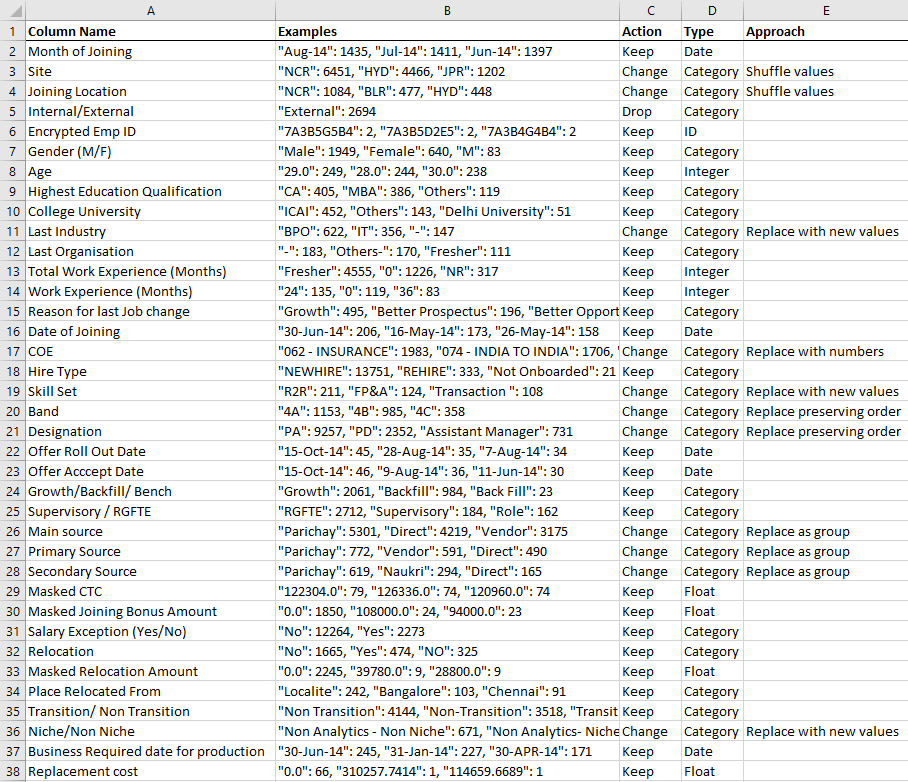 A B C D E
1 Column Name Examples Action Type Approach
2 Month of Joining "Aug-14": 1435, "Jul-14": 1411, "Jun-14": 1397 Keep Date
3 Site "NCR": 6451, "HYD": 4466, "JPR": 1202 Change Category Shuffle values
4 Joining Location "NCR": 1084, "BLR": 477, "HYD": 448 Change Category Shuffle values
5 Internal/External "External": 2694 Drop Category
6 Encrypted Emp ID "7A3B5G5B4": 2, "7A3B5D2E5": 2, "7A3B4G4B4": 2 Keep ID
7 Gender (M/F) "Male": 1949, "Female": 640, "M": 83 Keep Category
8 Age "29.0": 249, "28.0": 244, "30.0": 238 Keep Integer
9 Highest Education Qualification "CA": 405, "MBA": 386, "Others": 119 Keep Category
10 College University "ICAI": 452, "Others": 143, "Delhi University": 51 Keep Category
11 Last Industry "BPO": 622, "IT": 356, "-": 147 Change Category Replace with new values
12 Last Organisation "-": 183, "Others-": 170, "Fresher": 111 Keep Category
13 Total Work Experience (Months) "Fresher": 4555, "0": 1226, "NR": 317 Keep Integer
14 Work Experience (Months) "24": 135, "0": 119, "36": 83 Keep Integer
15 Reason for last Job change "Growth": 495, "Better Prospectus": 196, "Better Opport Keep Category
16 Date of Joining "30-Jun-14": 206, "16-May-14": 173, "26-May-14": 158 Keep Date
17 COE "062 - INSURANCE": 1983, "074 - INDIA TO INDIA": 1706, " Change Category Replace with numbers
18 Hire Type "NEWHIRE": 13751, "REHIRE": 333, "Not Onboarded": 21 Keep Category
19 Skill Set "R2R": 211, "FP&A": 124, "Transaction ": 108 Change Category Replace with new values
20 Band "4A": 1153, "4B": 985, "4C": 358 Change Category Replace preserving order
21 Designation "PA": 9257, "PD": 2352, "Assistant Manager": 731 Change Category Replace preserving order
22 Offer Roll Out Date "15-Oct-14": 45, "28-Aug-14": 35, "7-Aug-14": 34 Keep Date
23 Offer Acccept Date "15-Oct-14": 46, "9-Aug-14": 36, "11-Jun-14": 30 Keep Date
24 Growth/Backfill/ Bench "Growth": 2061, "Backfill": 984, "Back Fill": 23 Keep Category
25 Supervisory / RGFTE "RGFTE": 2712, "Supervisory": 184, "Role": 162 Keep Category
26 Main source "Parichay": 5301, "Direct": 4219, "Vendor": 3175 Change Category Replace as group
27 Primary Source "Parichay": 772, "Vendor": 591, "Direct": 490 Change Category Replace as group
28 Secondary Source "Parichay": 619, "Naukri": 294, "Direct": 165 Change Category Replace as group
29 Masked CTC "122304.0": 79, "126336.0": 74, "120960.0": 74 Keep Float
30 Masked Joining Bonus Amount "0.0": 1850, "108000.0": 24, "94000.0": 23 Keep Float
31 Salary Exception (Yes/No) "No": 12264, "Yes": 2273 Keep Category
32 Relocation "No": 1665, "Yes": 474, "NO": 325 Keep Category
33 Masked Relocation Amount "0.0": 2245, "39780.0": 9, "28800.0": 9 Keep Float
34 Place Relocated From "Localite": 242, "Bangalore": 103, "Chennai": 91 Keep Category
35 Transition/ Non Transition "Non Transition": 4144, "Non-Transition": 3518, "Transit Keep Category
36 Niche/Non Niche "Non Analytics - Non Niche": 671, "Non Analytics- Niche Change Category Replace with new values
37 Business Required date for production "30-Jun-14": 245, "31-Jan-14": 227, "30-APR-14": 171 Keep Date
38 Replacement cost "0.0": 66, "310257.7414": 1, "114659.6689": 1 Keep Float